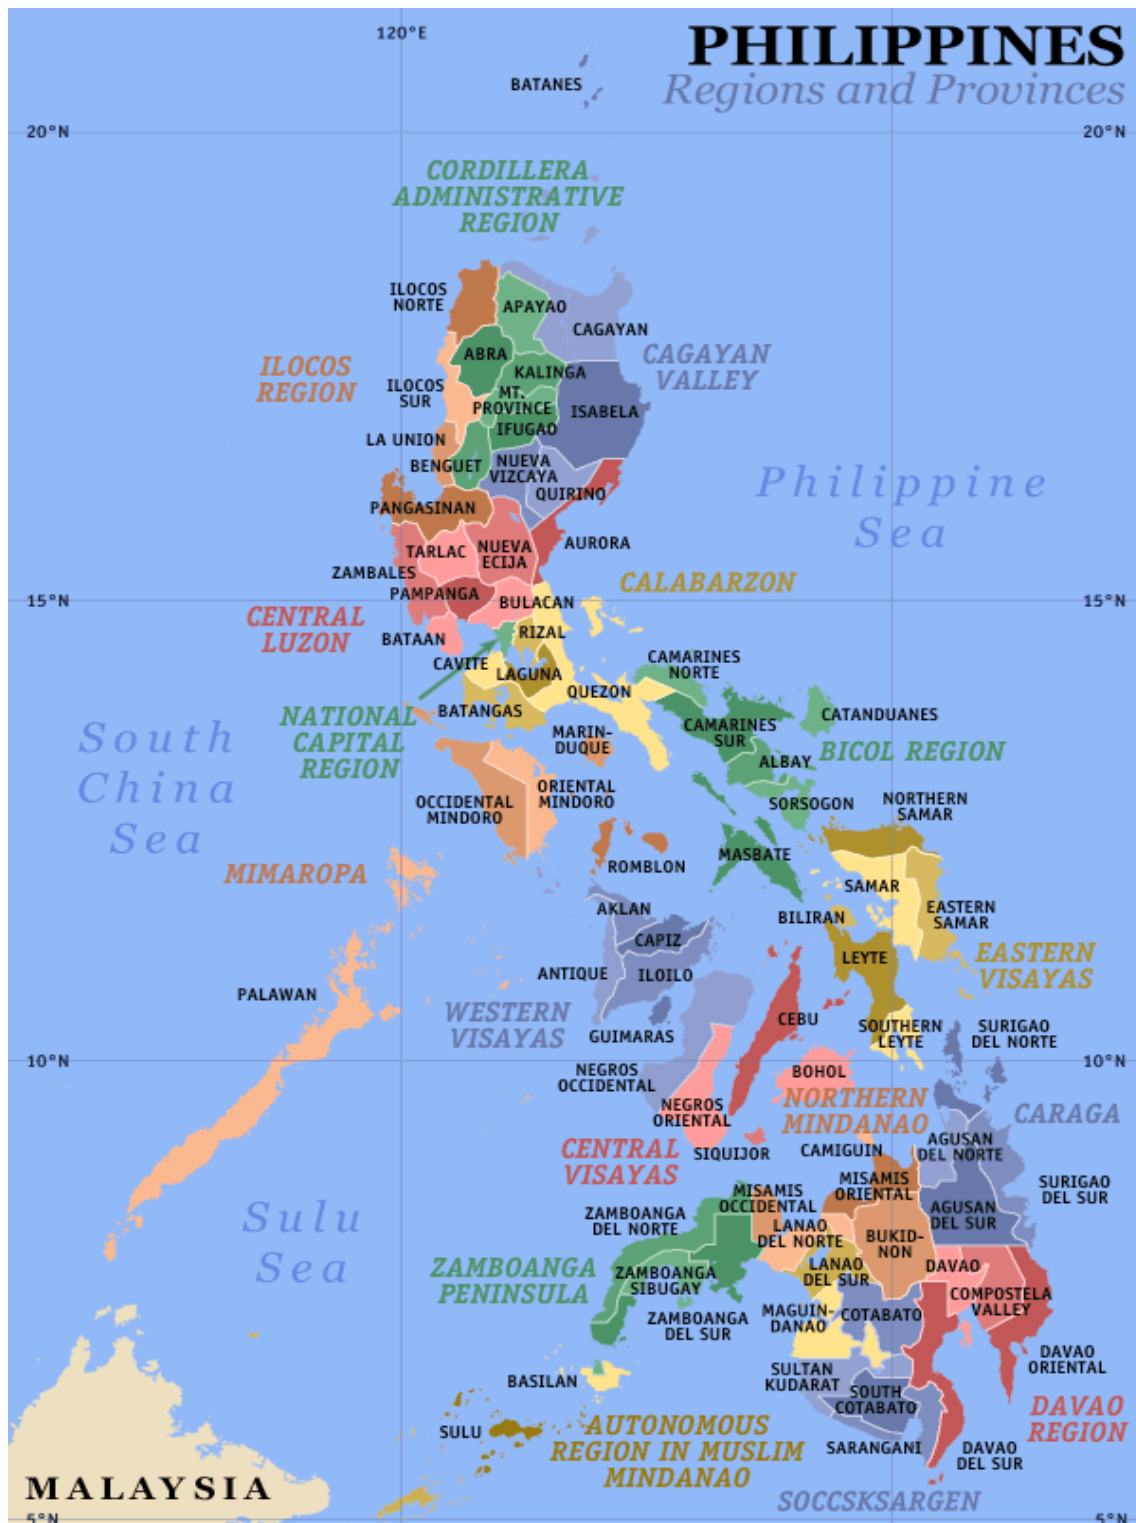 120°E
PHILIPPINES
Regions and Provinces
BATANES
20°N
20°N
CORDILLERA
ADMINISTRATIVE
REGION
ILOCOS
NORTE
APAYAO
CAGAYAN
ABRA
CAGAYAN
VALLEY
ILOCOS
REGION
KALINGA
ILOCOS
SUR
MT.
PROVINCE
ISABELA
IFUGAO
LA UNION
BENGUET
NUEVA
VIZCAYA
QUIRINO
Philippine
Sea
PANGASINAN
TARLAC
NUEVA
ECIJA
AURORA
ZAMBALES
CALABARZON
PAMPANGA
BULACAN
15°N
15°N
CENTRAL
LUZON
BATAAN
RIZAL
CAVITE
LAGUNA
CAMARINES
NORTE
QUEZON
BATANGAS
NATIONAL
CAPITAL
REGION
MARIN-
DUQUE
CAMARINES
SUR
CATANDUANES
BICOL REGION
ALBAY
South
China
Sea
ORIENTAL
MINDORO
OCCIDENTAL
MINDORO
SORSOGON
NORTHERN
SAMAR
MASBATE
ROMBLON
MIMAROPA
SAMAR
AKLAN
BILIRAN
EASTERN
SAMAR
CAPIZ
LEYTE
EASTERN
VISAYAS
ANTIQUE
ILOILO
PALAWAN
WESTERN
VISAYAS
CEBU
GUIMARAS
SOUTHERN
LEYTE
SURIGAO
DEL NORTE
10°N
10°N
NEGROS
OCCIDENTAL
BOHOL
NORTHERN
MINDANAO
NEGROS
ORIENTAL
CARAGA
CENTRAL
VISAYAS
SIQUIJOR
CAMIGUIN
AGUSAN
DEL NORTE
MISAMIS
ORIENTAL
SURIGAO
DEL SUR
MISAMIS
OCCIDENTAL
AGUSAN
DEL SUR
Sulu
Sea
ZAMBOANGA
DEL NORTE
LANAO
DEL NORTE
BUKID-
NON
ZAMBOANGA
PENINSULA
ZAMBOANGA
SIBUGAY
LANAO
DEL SUR
DAVAO
COMPOSTELA
VALLEY
ZAMBOANGA
DEL SUR
MAGUIN-
DANAO
COTABATO
DAVAO
ORIENTAL
BASILAN
SULTAN
KUDARAT
SOUTH
COTABATO
DAVAO
REGION
SULU
AUTONOMOUS
REGION IN MUSLIM
MINDANAO
SARANGANI
DAVAO
DEL SUR
MALAYSIA
SOCCSKSARGEN
5°N
5°N